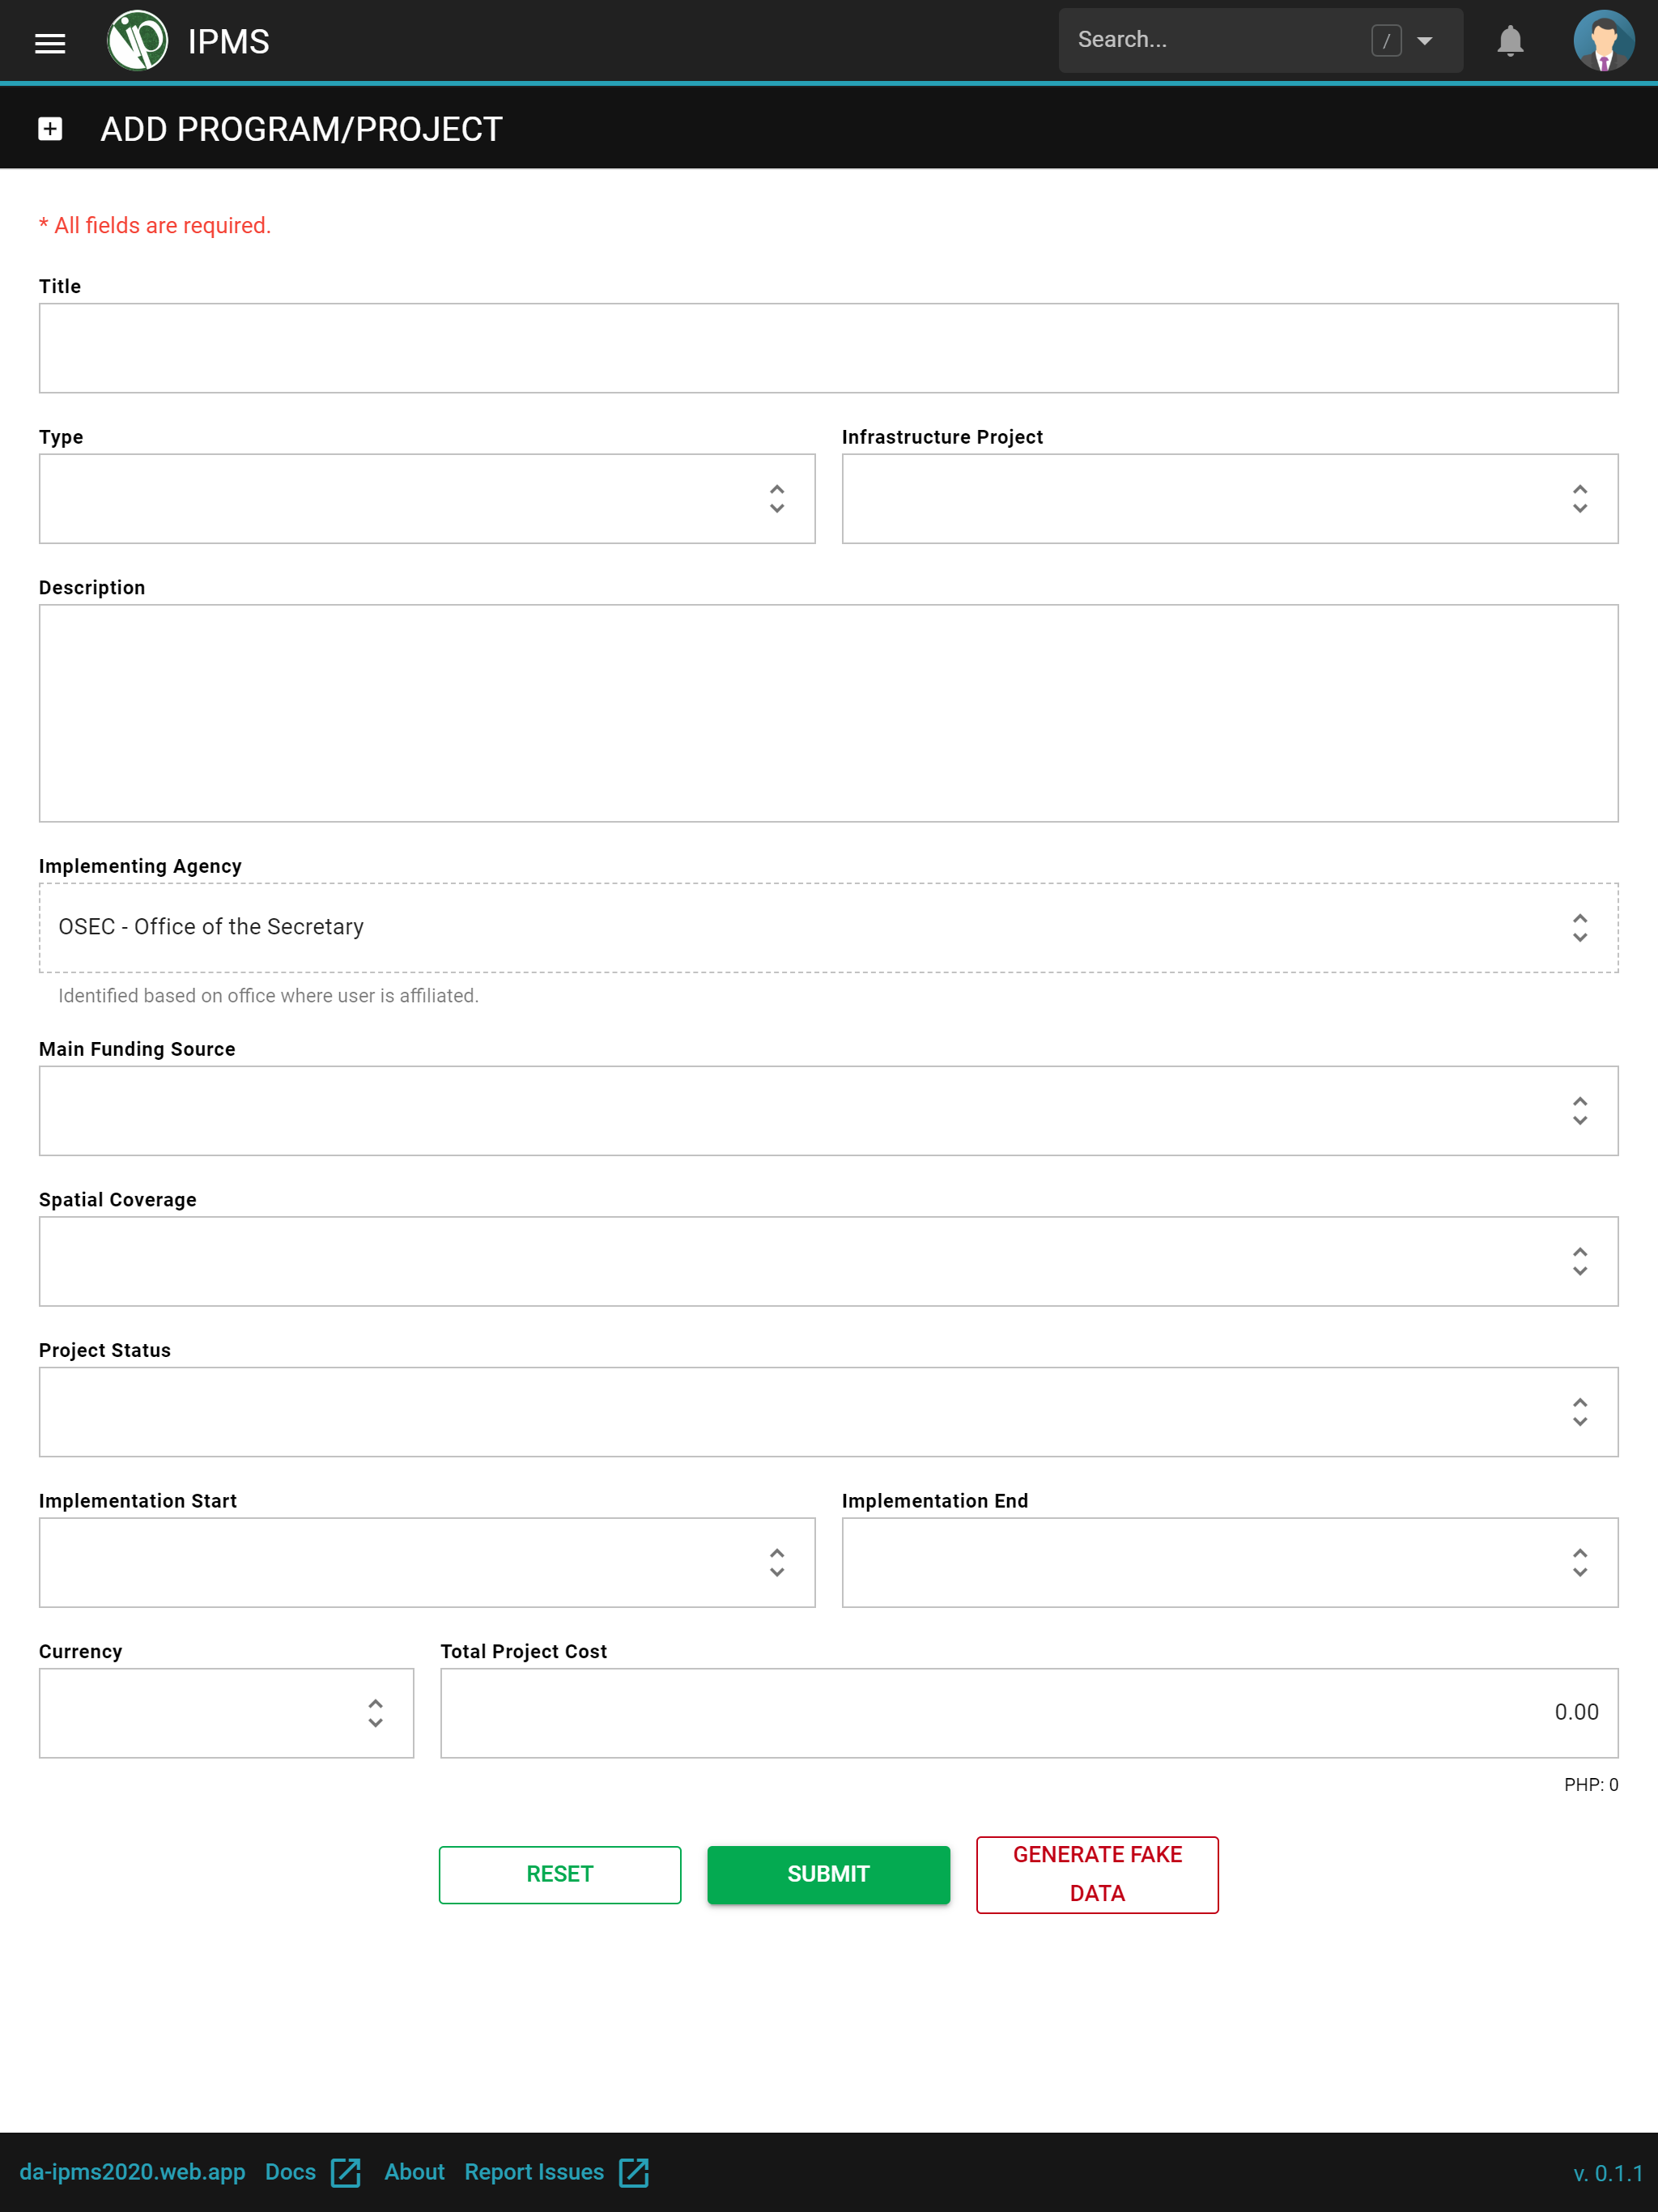 IPMS
Search...
/
ADD PROGRAM/PROJECT
* All fields are required.
Title
Type
Infrastructure Project
Description
Implementing Agency
OSEC - Office of the Secretary
Identified based on office where user is affiliated.
Main Funding Source
Spatial Coverage
Project Status
Implementation Start
Implementation End
Currency
Total Project Cost
0.00
PHP: 0
RESET
SUBMIT
GENERATE FAKE
DATA
da-ipms2020.web.app Docs About Report Issues
v. 0.1.1